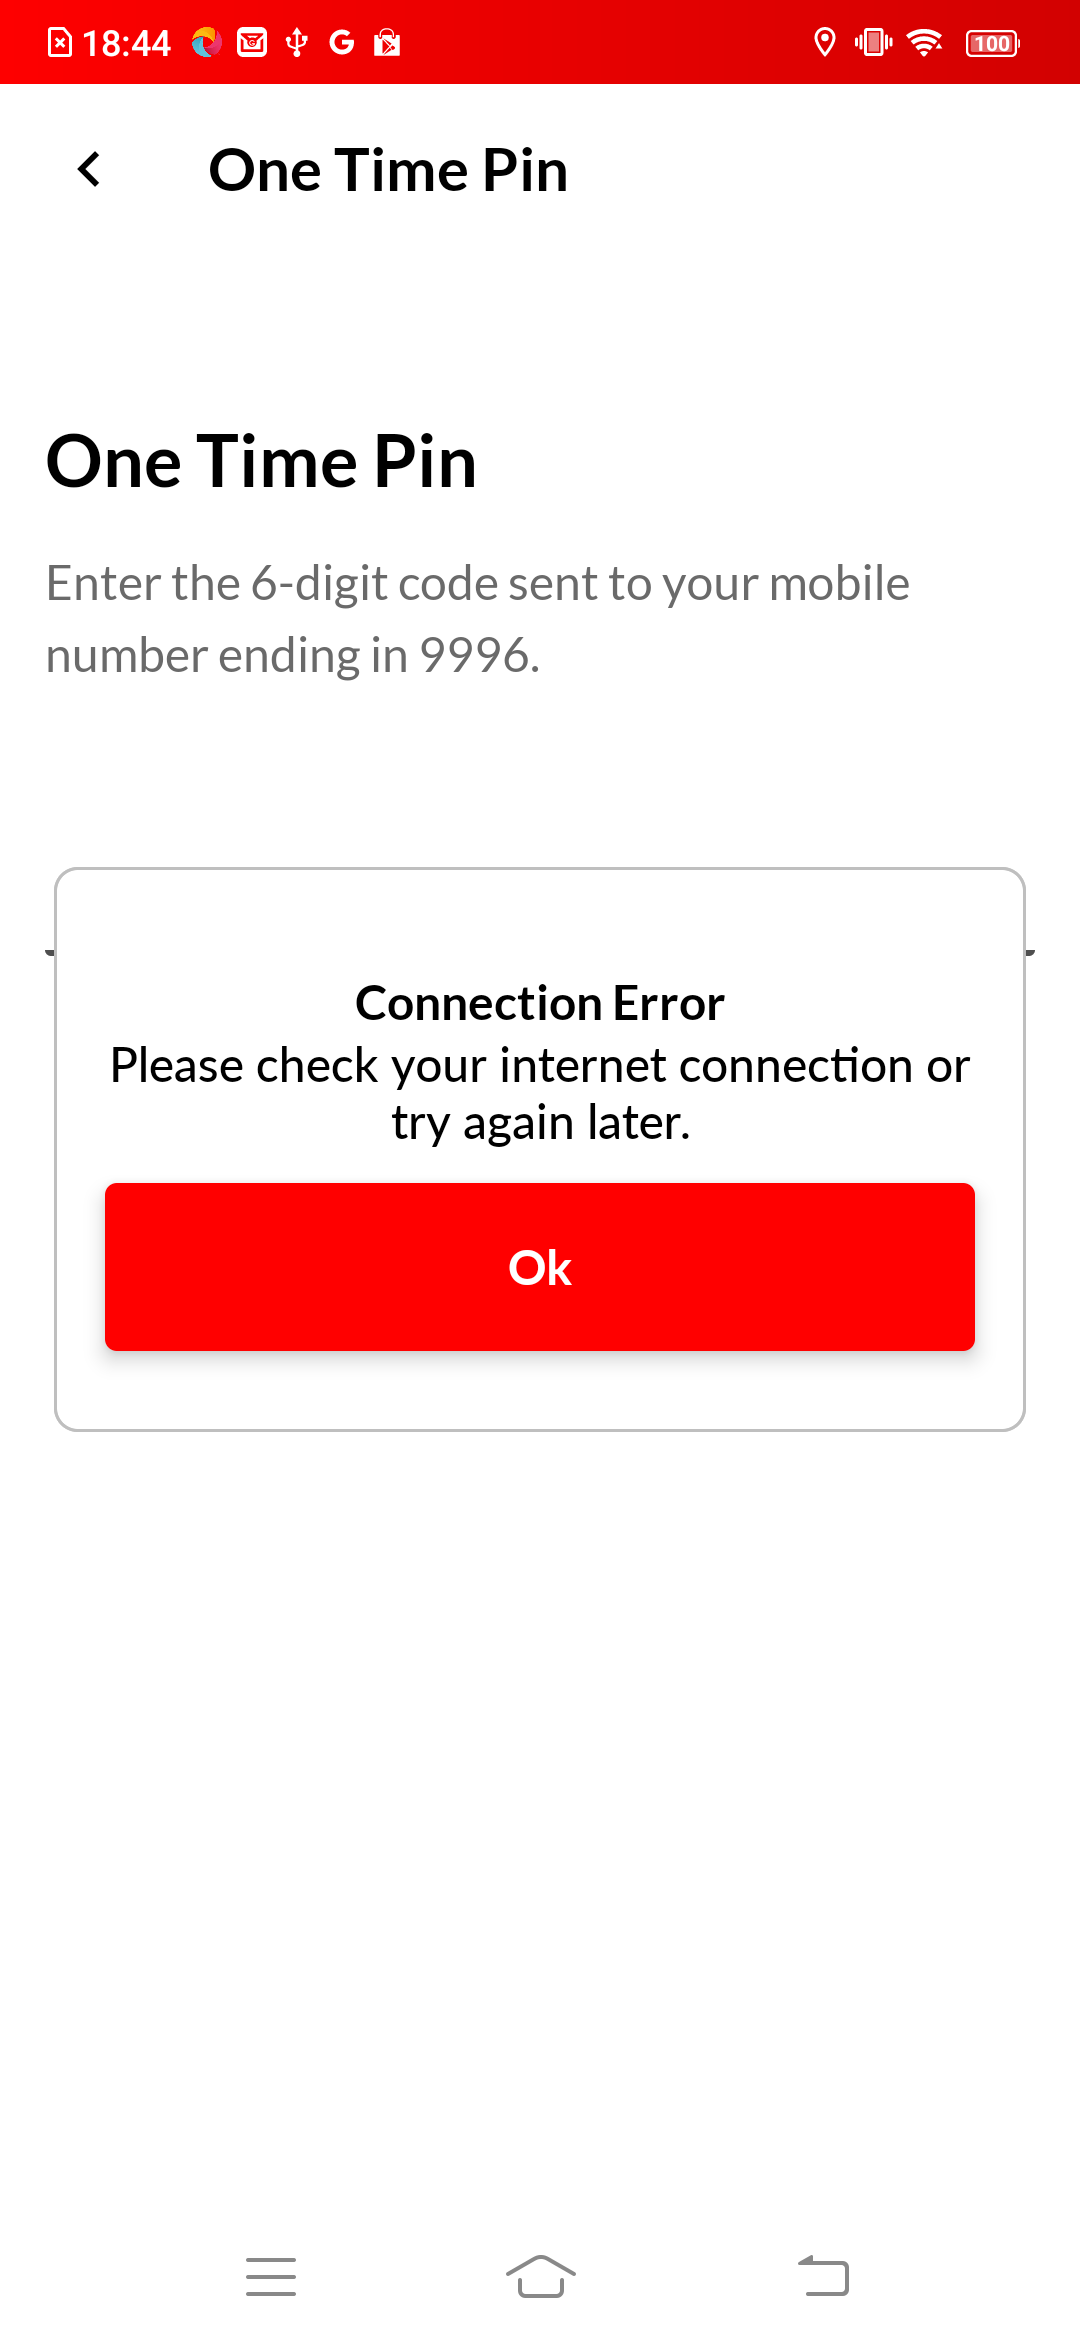 18:44
100
One Time Pin
One Time Pin
Enter the 6-digit code sent to your mobile
number ending in 9996.
Connection Error
Please check your internet connection or
try again later.
Ok